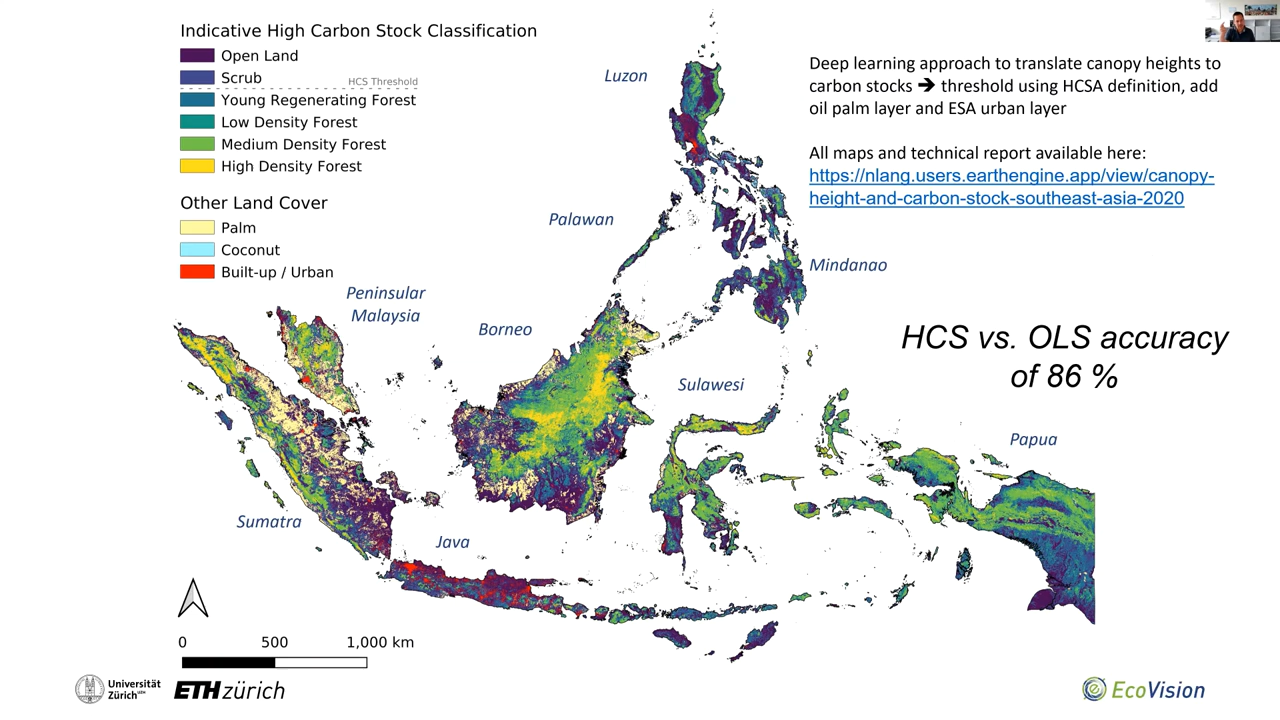 Indicative High Carbon Stock Classification
Open Land
Scrub
HCS Threshold
Young Regenerating Forest
Low Density Forest
Medium Density Forest
High Density Forest
Other Land Cover
Palm
Coconut
Built-up / Urban
Luzon
Palawan
Mindanao
Peninsular
Malaysia
Borneo
Sulawesi
Papua
Sumatra
Java
Deep learning approach to translate canopy heights to
carbon stocks ➔ threshold using HCSA definition, add
oil palm layer and ESA urban layer
All maps and technical report available here:
https://nlang.users.earthengine.app/view/canopy-
height-and-carbon-stock-southeast-asia-2020
HCS vs. OLS accuracy
of 86 %
0 500 1,000 km
Universität
Zürich UZH
ETH zürich
EcoVision